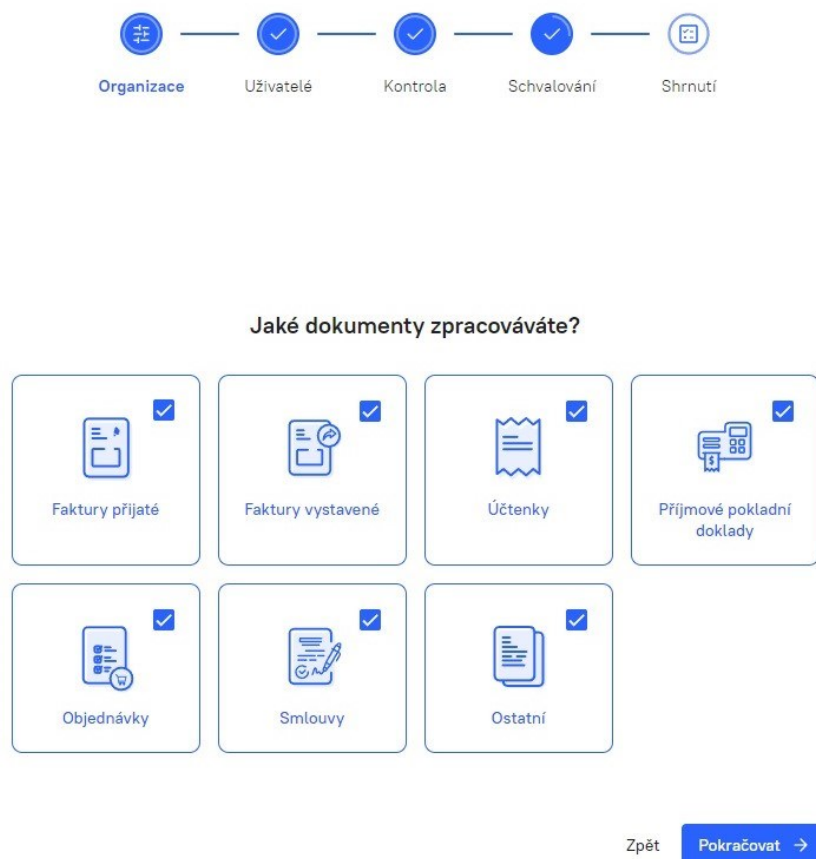 Organizace
Uživatelé
Kontrola
Schvalování
Shrnutí
Jaké dokumenty zpracováváte?
Faktury přijaté
Faktury vystavené
Účtenky
Příjmové pokladní
doklady
Objednávky
Smlouvy
Ostatní
Zpět
Pokračovat